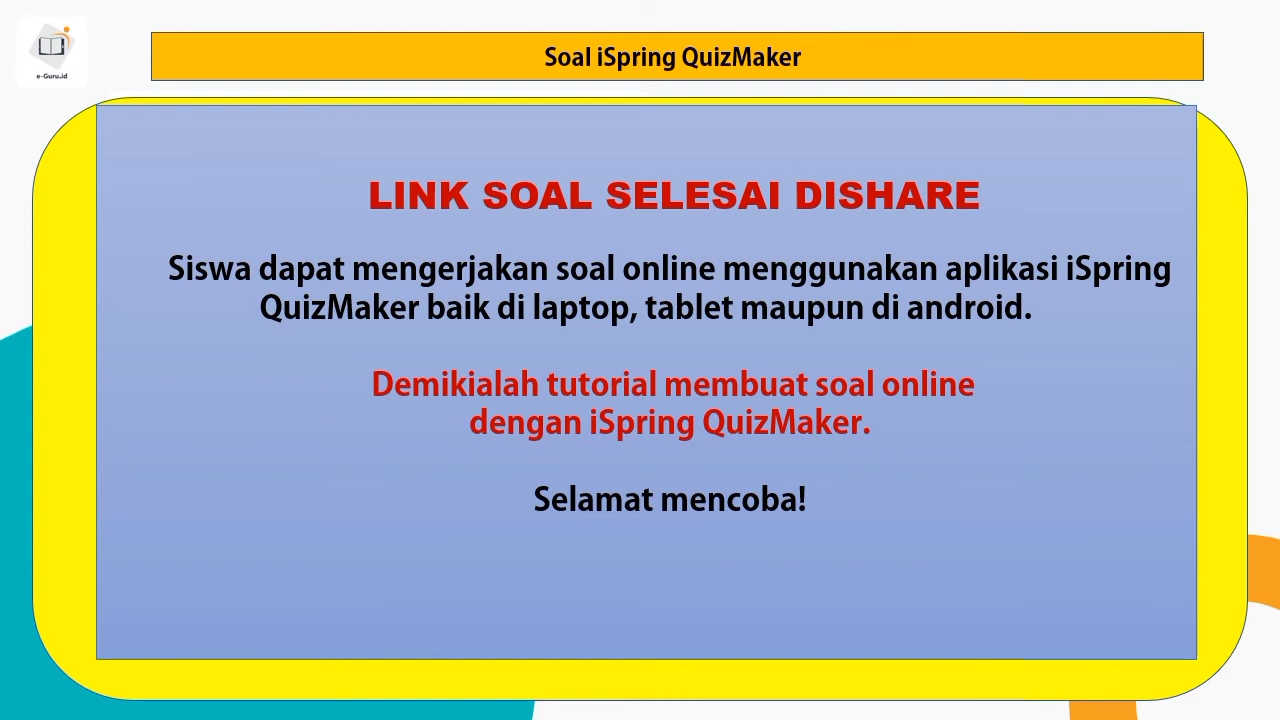 e-Guru.id
Soal iSpring QuizMaker
LINK SOAL SELESAI DISHARE
Siswa dapat mengerjakan soal online menggunakan aplikasi iSpring
QuizMaker baik di laptop, tablet maupun di android.
Demikialah tutorial membuat soal online
dengan iSpring QuizMaker.
Selamat mencoba!